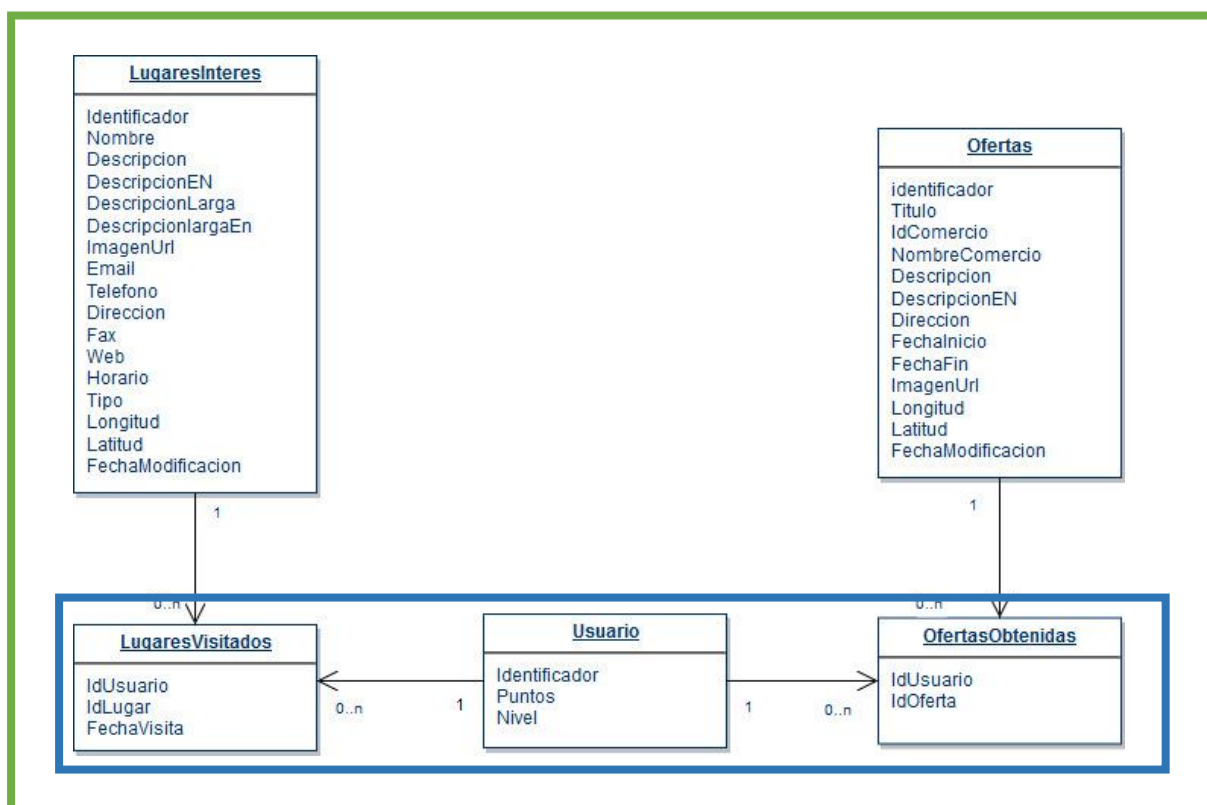 LugaresInteres
Identificador
Nombre
Descripcion
DescripcionEN
DescripcionLarga
DescripcionlargaEn
ImagenUrl
Email
Telefono
Direccion
Fax
Web
Horario
Tipo
Longitud
Latitud
FechaModificacion
Ofertas
identificador
Titulo
IdComercio
NombreComercio
Descripcion
DescripcionEN
Direccion
FechaInicio
FechaFin
ImagenUrl
Longitud
Latitud
FechaModificacion
1
1
0..n
0..n
LugaresVisitados
IdUsuario
IdLugar
FechaVisita
0..n
1
Usuario
Identificador
Puntos
Nivel
1
0..n
OfertasObtenidas
IdUsuario
IdOferta